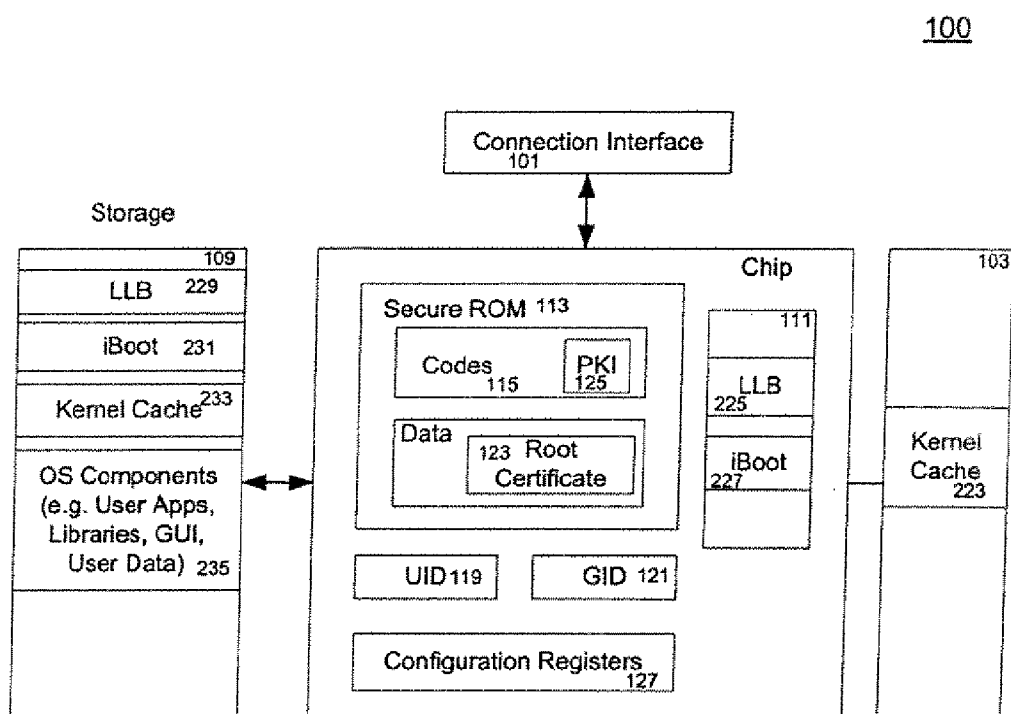 100
Connection Interface
101
Storage
109
LLB 229
iBoot 231
Kernel Cache 233
OS Components
(e.g. User Apps,
Libraries, GUI,
User Data) 235
Chip
Secure ROM 113
Codes
115
PKI
125
Data
123 Root
Certificate
UID 119
GID 121
Configuration Registers
127
111
LLB
225
iBoot
227
103
Kernel
Cache
223